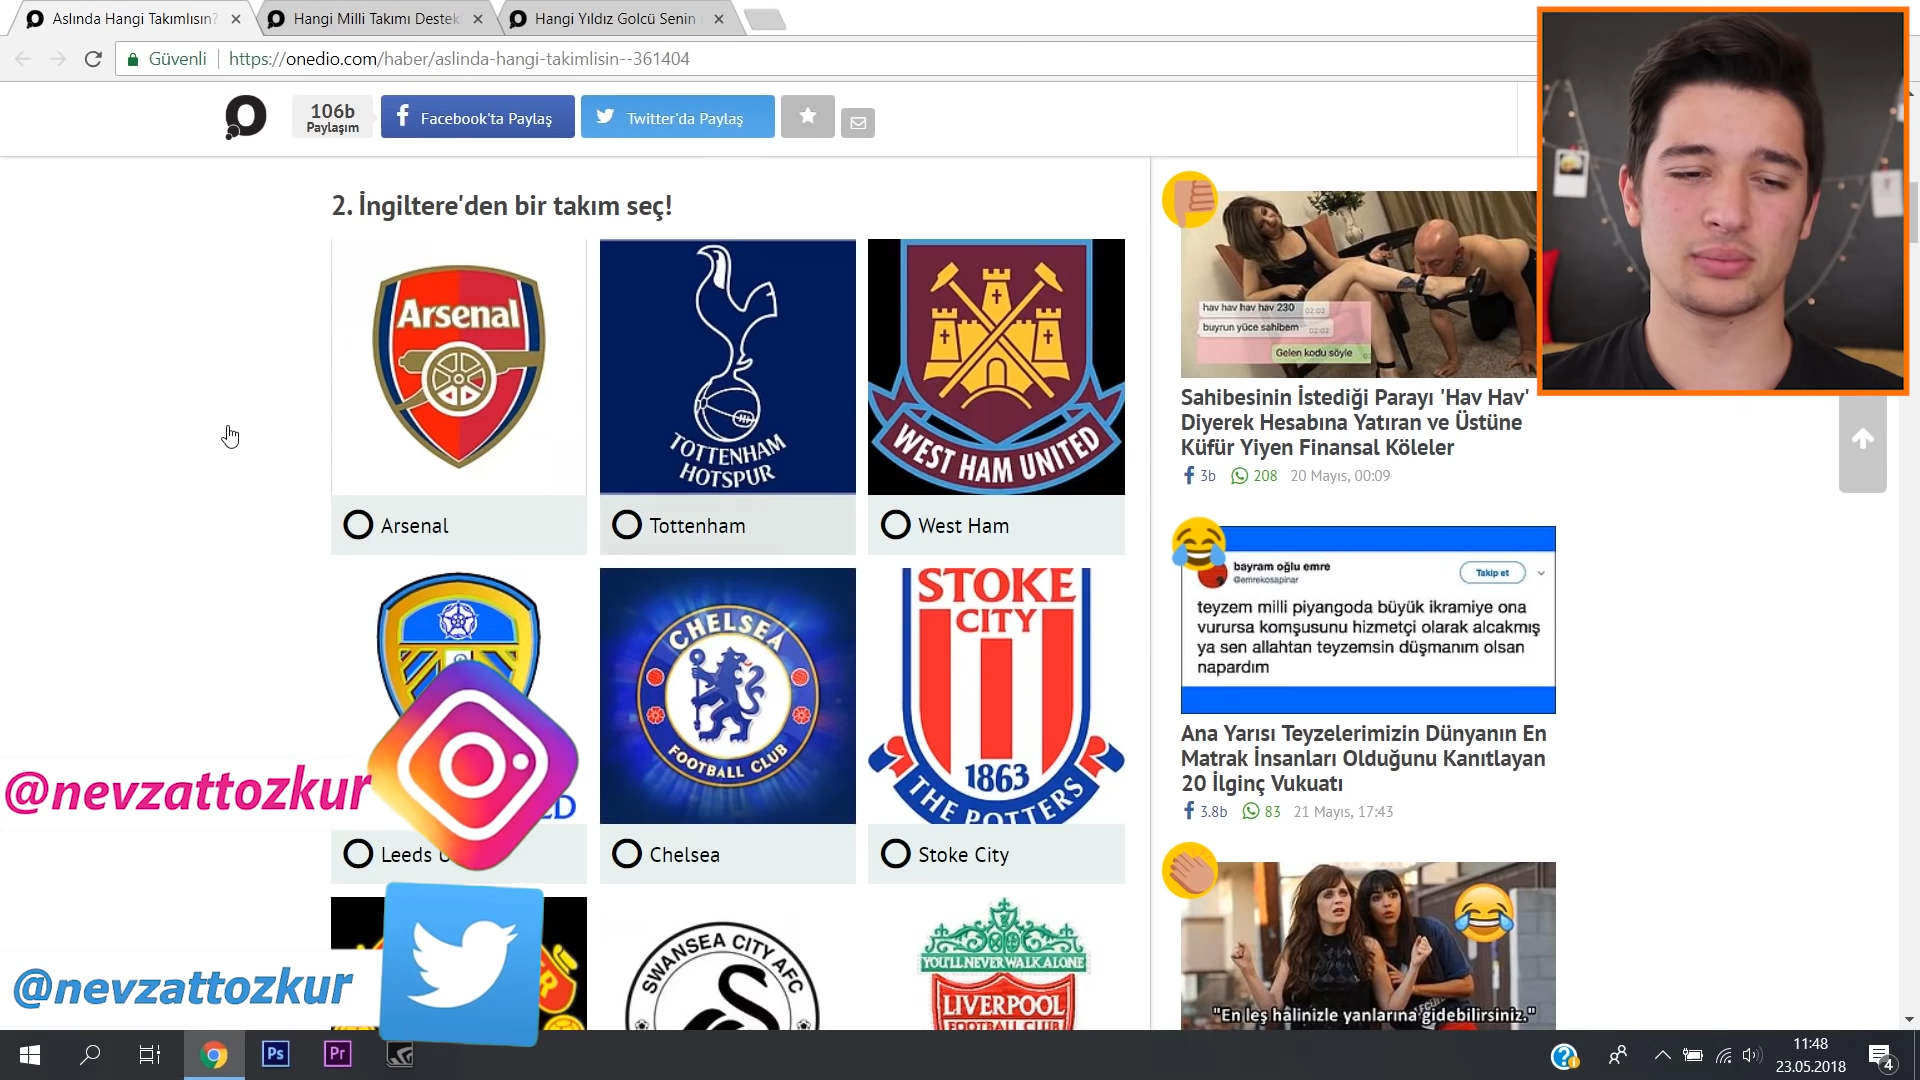 Aslında Hangi Takımlısın?
Hangi Milli Takımı Destek
Hangi Yıldız Golcü Senin
Güvenli
https://onedio.com/haber/aslinda-hangi-takimlisin--361404
106b
Paylaşım
Facebook'ta Paylaş
Twitter'da Paylaş
2. İngiltere'den bir takım seç!
Arsenal
TOTTENHAM
HOTSPUR
WEST HAM UNITED
Arsenal
Tottenham
West Ham
CHELSEA
FOOTBALL CLUB
STOKE
CITY
1863
THE POTTERS
Leeds
Chelsea
Stoke City
SWANSEA CITY AFC
YOU'LL NEVER WALK ALONE
LIVERPOOL
FOOTBALL CLUB
@nevzattozkur
@nevzattozkur
hav hav hav hav 230
02:02
buyrun yüce sahibem
02:02
Gelen kodu söyle
Sahibesinin İstediği Parayı 'Hav Hav'
Diyerek Hesabına Yatıran ve Üstüne
Küfür Yiyen Finansal Köleler
3b 208 20 Mayıs, 00:09
bayram oğlu emre
@emrekosapinar
Takip et
teyzem milli piyangoda büyük ikramiye ona
vurursa komşusunu hizmetçi olarak alcakmış
ya sen allahtan teyzemsin düşmanım olsan
napardım
Ana Yarısı Teyzelerimizin Dünyanın En
Matrak İnsanları Olduğunu Kanıtlayan
20 İlginç Vukuatı
3.8b 83 21 Mayıs, 17:43
"En leş hâlinizle yanlarına gidebilirsiniz."
Ps
Pr
11:48
23.05.2018
4